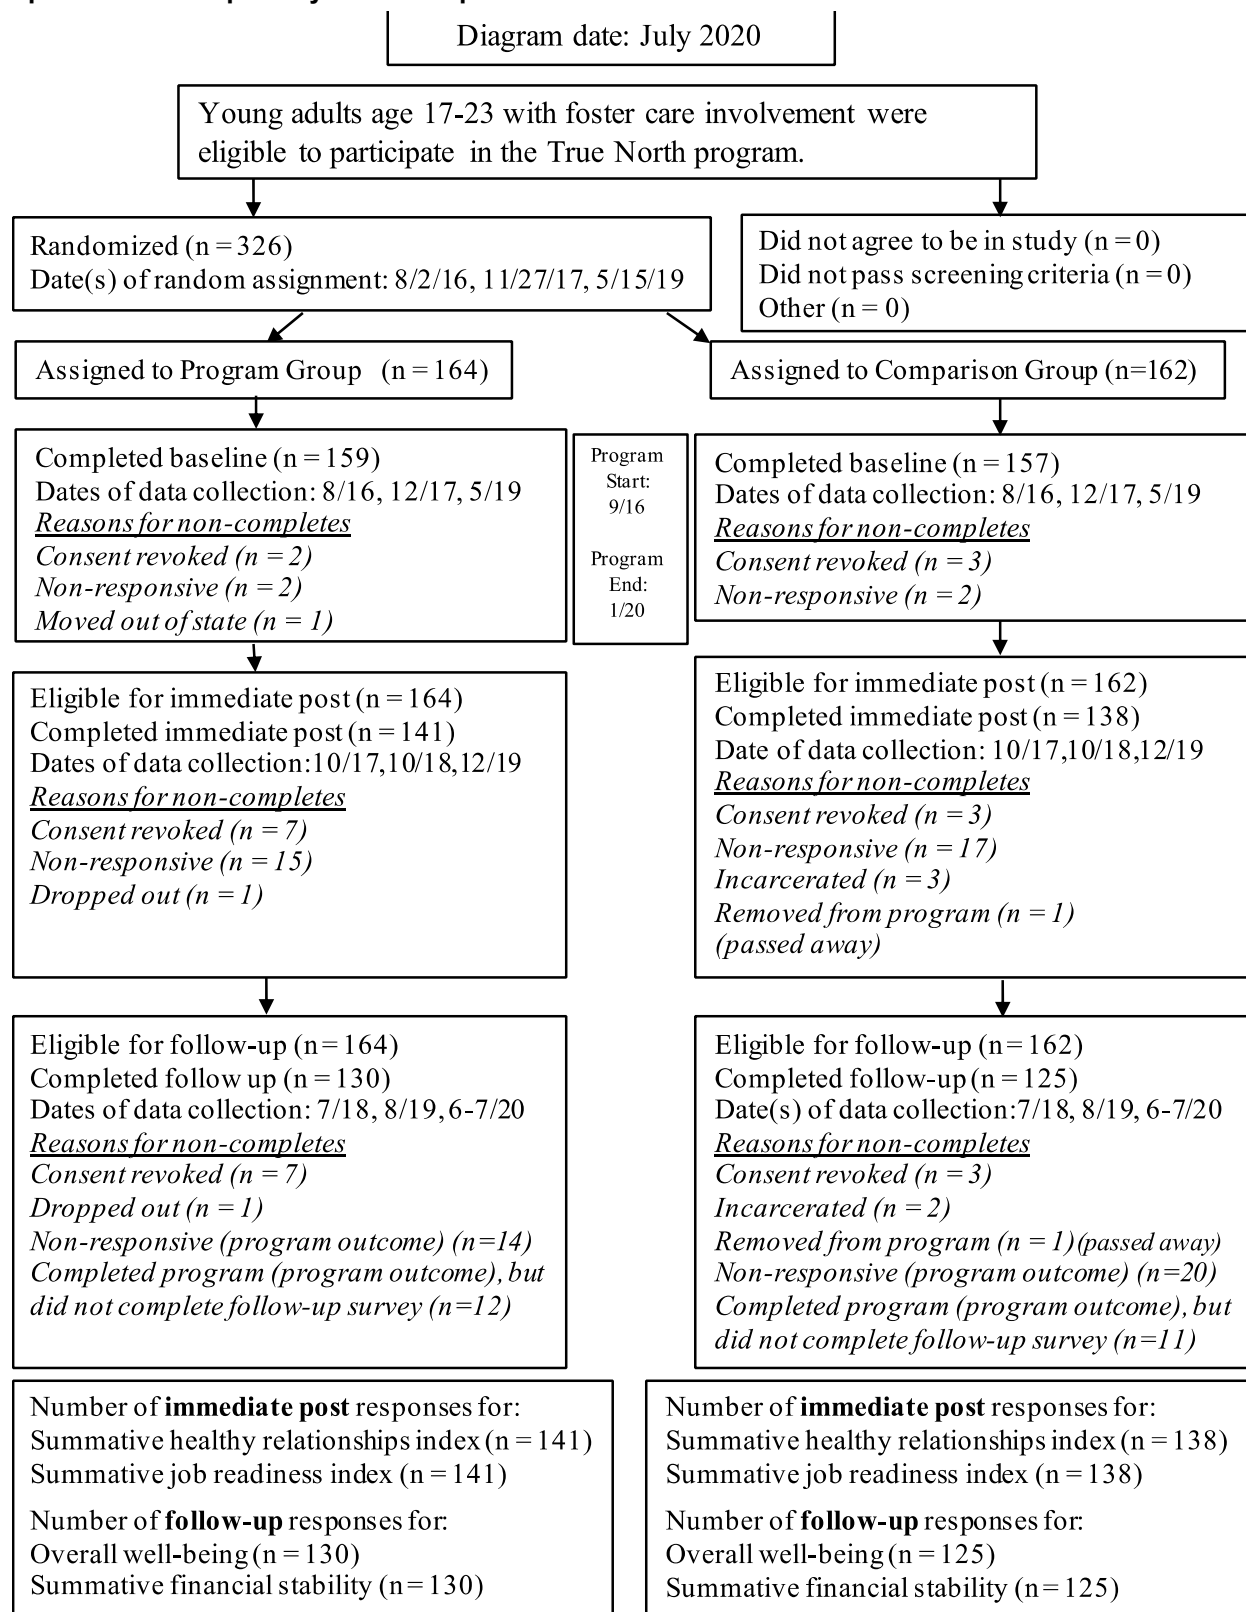 Diagram date: July 2020
Young adults age 17-23 with foster care involvement were
eligible to participate in the True North program.
Randomized (n = 326)
Date(s) of random assignment: 8/2/16, 11/27/17, 5/15/19
Did not agree to be in study (n = 0)
Did not pass screening criteria (n = 0)
Other (n = 0)
Assigned to Program Group (n = 164)
Assigned to Comparison Group (n=162)
Completed baseline (n = 159)
Dates of data collection: 8/16, 12/17, 5/19
Reasons for non-completes
Consent revoked (n = 2)
Non-responsive (n = 2)
Moved out of state (n = 1)
Program
Start:
9/16
Program
End:
1/20
Completed baseline (n = 157)
Dates of data collection: 8/16, 12/17, 5/19
Reasons for non-completes
Consent revoked (n = 3)
Non-responsive (n = 2)
Eligible for immediate post (n = 164)
Completed immediate post (n = 141)
Dates of data collection:10/17,10/18,12/19
Reasons for non-completes
Consent revoked (n = 7)
Non-responsive (n = 15)
Dropped out (n = 1)
Eligible for immediate post (n = 162)
Completed immediate post (n = 138)
Date of data collection: 10/17,10/18,12/19
Reasons for non-completes
Consent revoked (n = 3)
Non-responsive (n = 17)
Incarcerated (n = 3)
Removed from program (n = 1)
(passed away)
Eligible for follow-up (n = 164)
Completed follow up (n = 130)
Dates of data collection: 7/18, 8/19, 6-7/20
Reasons for non-completes
Consent revoked (n = 7)
Dropped out (n = 1)
Non-responsive (program outcome) (n=14)
Completed program (program outcome), but
did not complete follow-up survey (n=12)
Eligible for follow-up (n = 162)
Completed follow-up (n = 125)
Date(s) of data collection:7/18, 8/19, 6-7/20
Reasons for non-completes
Consent revoked (n = 3)
Incarcerated (n = 2)
Removed from program (n = 1)(passed away)
Non-responsive (program outcome) (n=20)
Completed program (program outcome), but
did not complete follow-up survey (n=11)
Number of immediate post responses for:
Summative healthy relationships index (n = 141)
Summative job readiness index (n = 141)
Number of follow-up responses for:
Overall well-being (n = 130)
Summative financial stability (n = 130)
Number of immediate post responses for:
Summative healthy relationships index (n = 138)
Summative job readiness index (n = 138)
Number of follow-up responses for:
Overall well-being (n = 125)
Summative financial stability (n = 125)